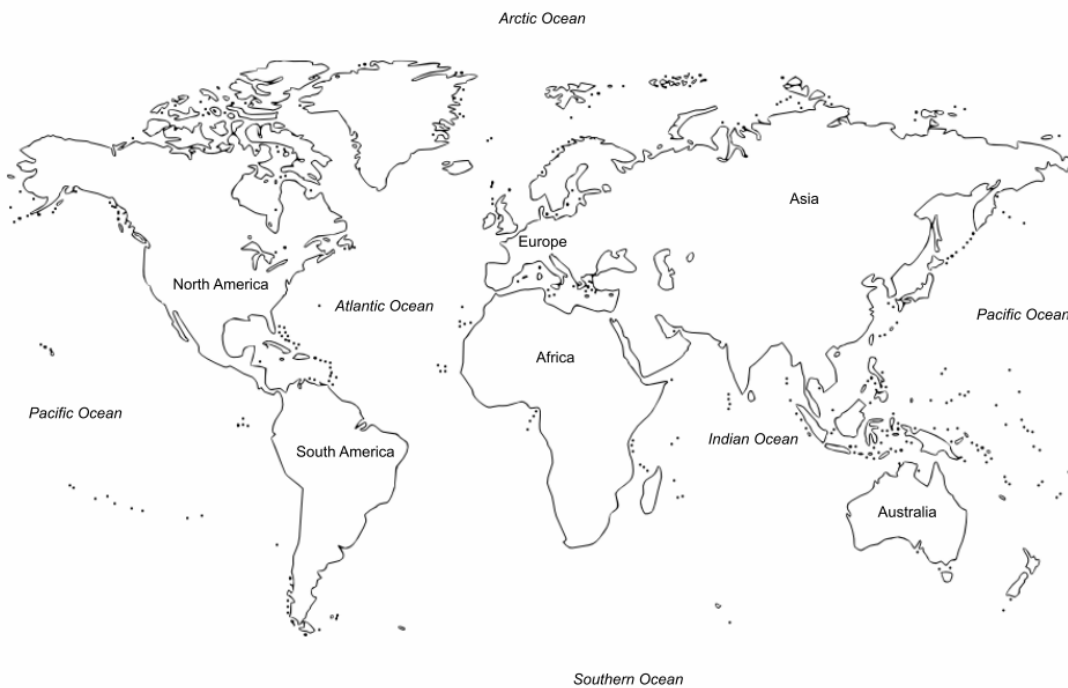 Arctic Ocean
Asia
Europe
North America
Atlantic Ocean
Pacific Ocean
Africa
Pacific Ocean
Indian Ocean
South America
Australia
Southern Ocean